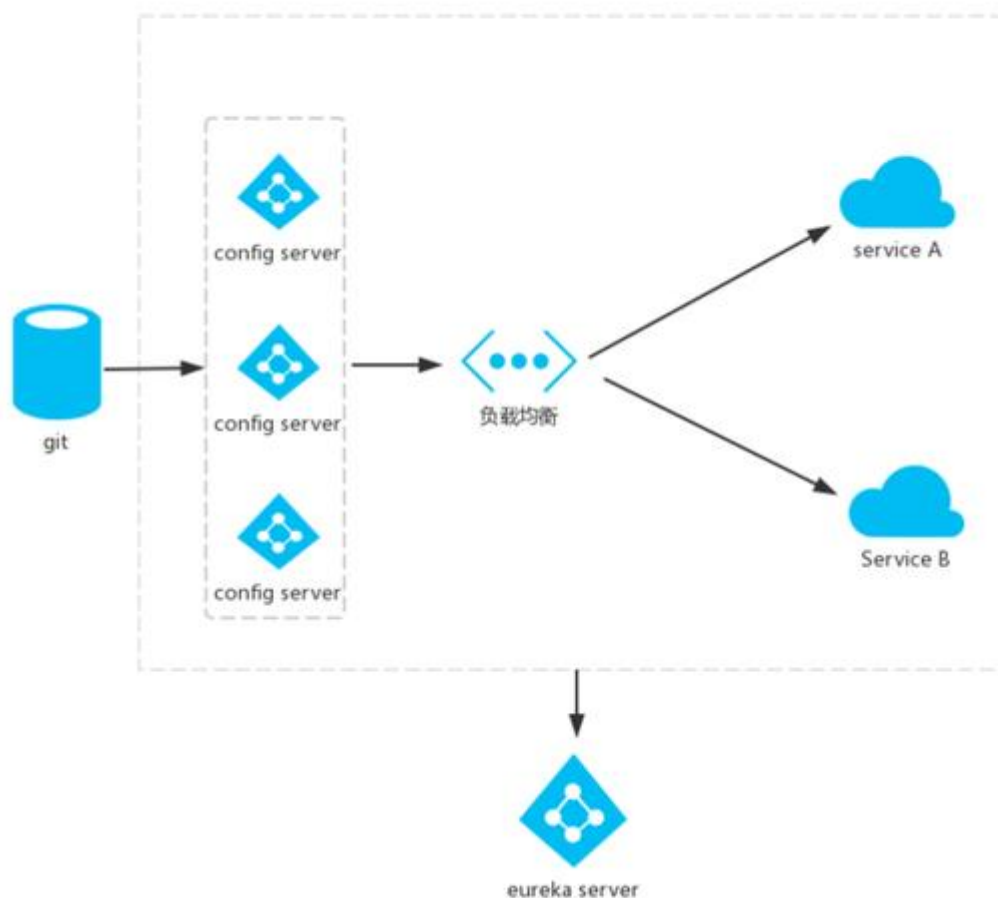 config server
service A
git
config server
负载均衡
config server
Service B
eureka server